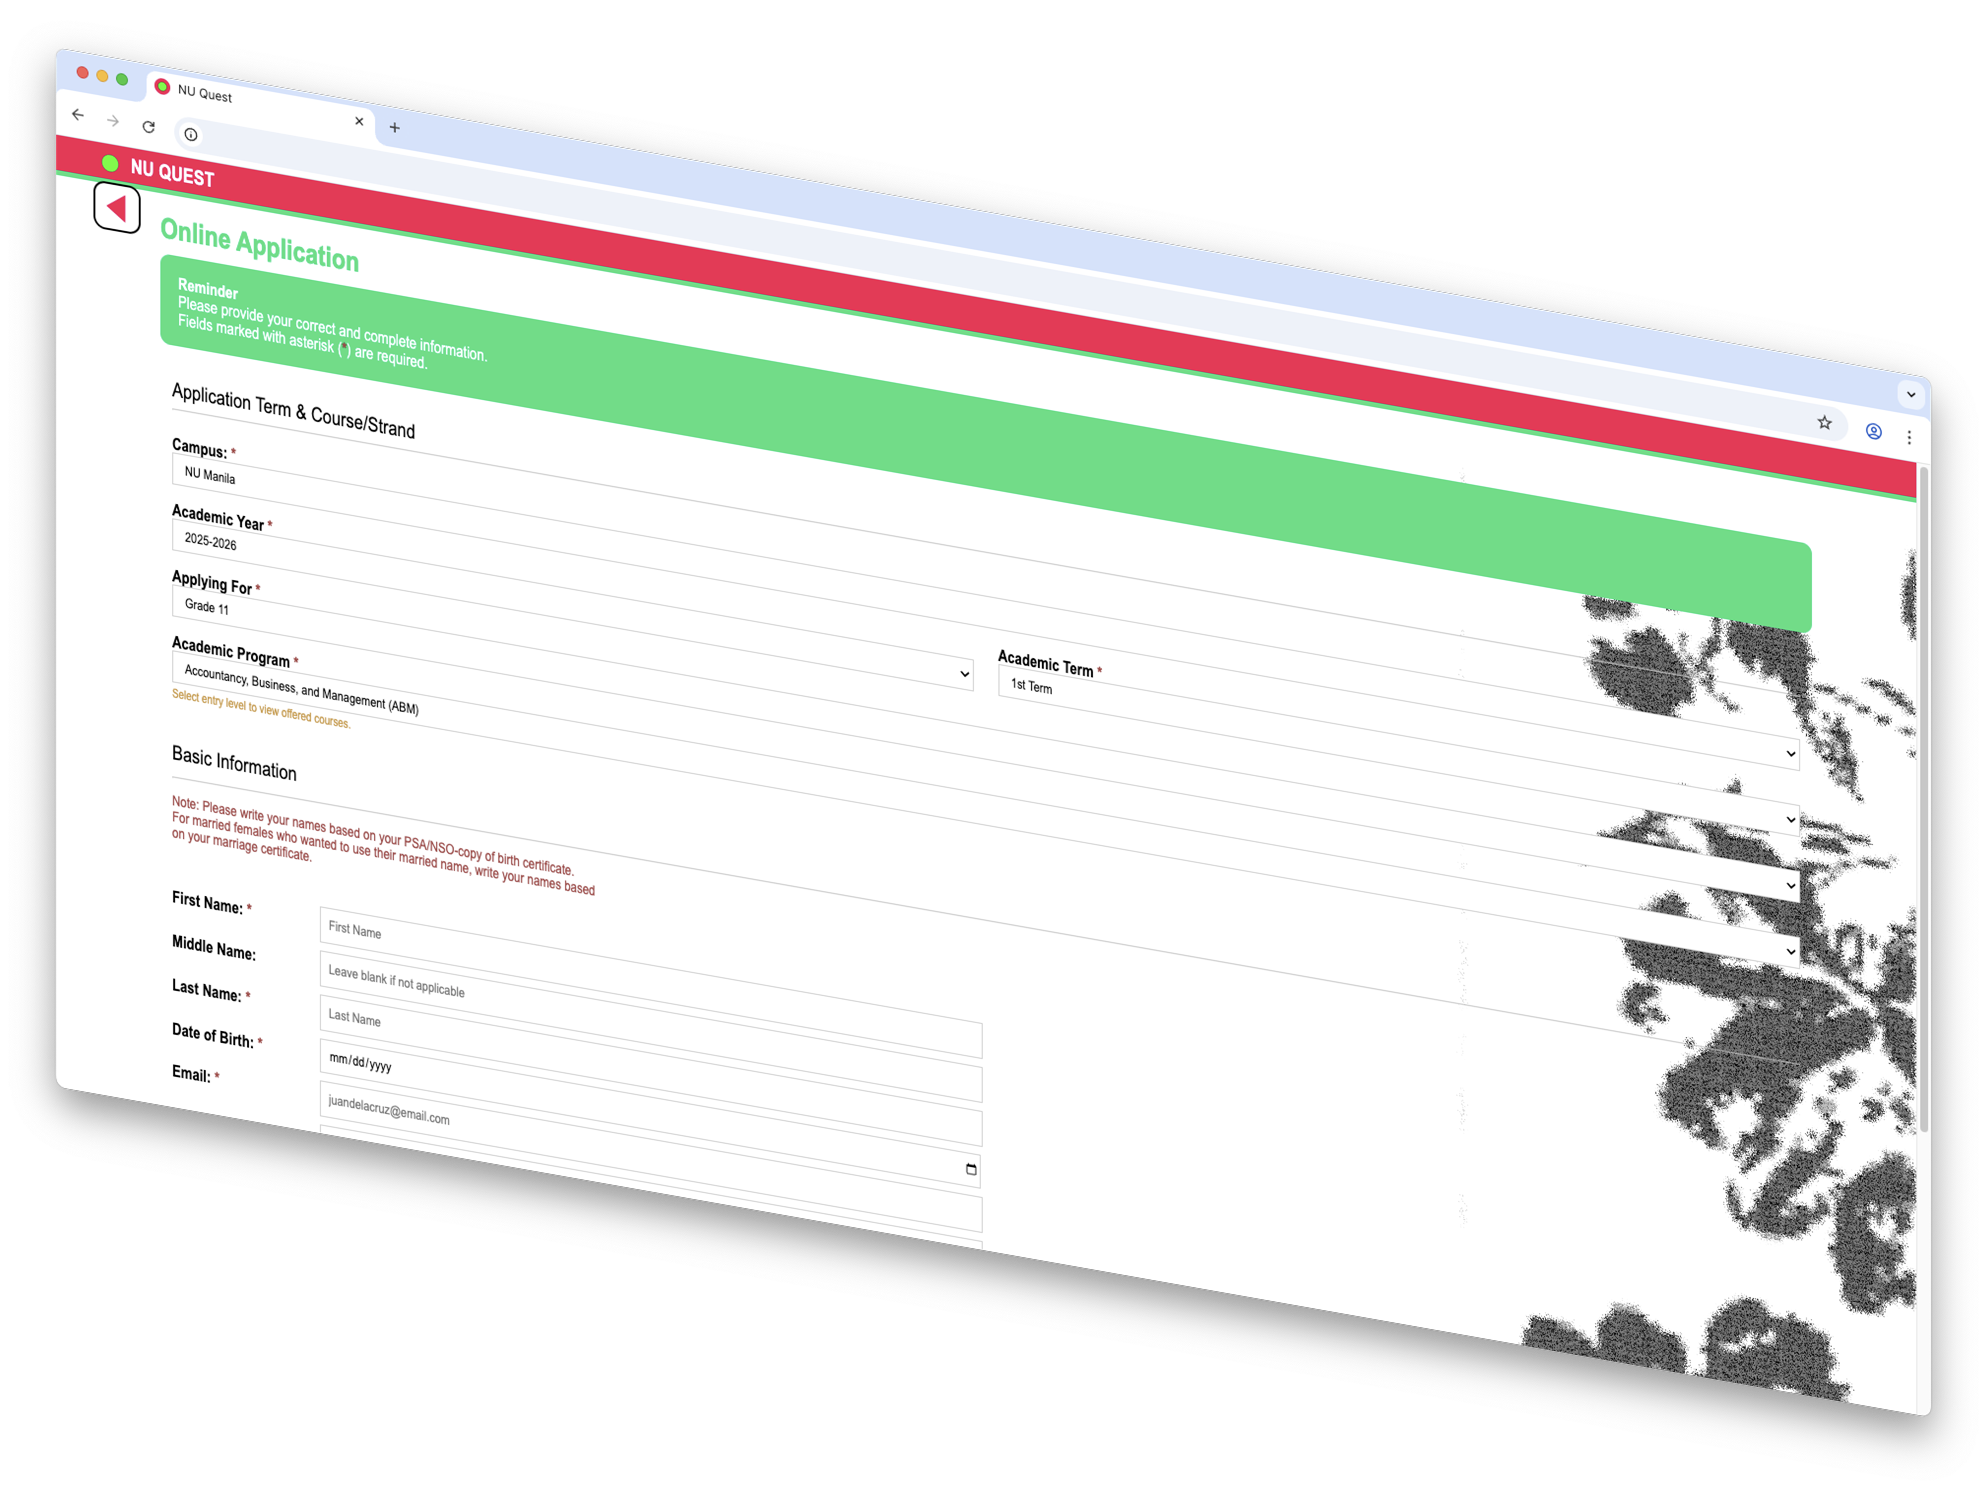 NU Quest
NU QUEST
Online Application
Reminder
Please provide your correct and complete information.
Fields marked with asterisk (*) are required.
Application Term & Course/Strand
Campus: *
NU Manila
Academic Year *
2025-2026
Academic Term *
1st Term
Applying For *
Grade 11
Academic Program *
Accountancy, Business, and Management (ABM)
Select entry level to view offered courses.
Basic Information
Note: Please write your names based on your PSA/NSO-copy of birth certificate.
For married females who wanted to use their married name, write your names based
on your marriage certificate.
First Name: *
First Name
Middle Name:
Leave blank if not applicable
Last Name: *
Last Name
Date of Birth: *
mm/dd/yyyy
Email: *
juandelacruz@email.com